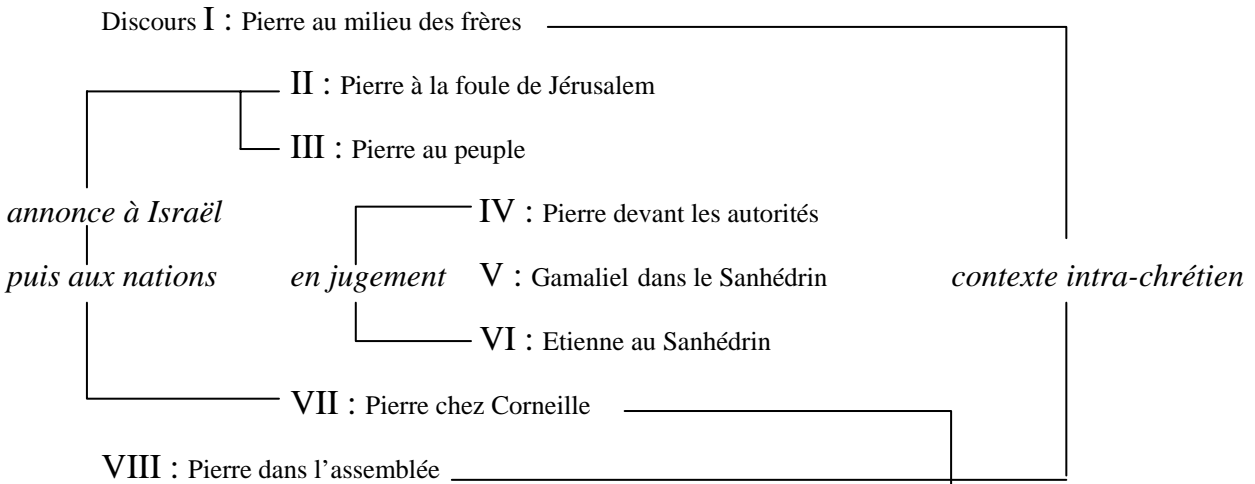 Discours I : Pierre au milieu des frères
II : Pierre à la foule de Jérusalem
III : Pierre au peuple
annonce à Israël
IV : Pierre devant les autorités
puis aux nations
en jugement
V : Gamaliel dans le Sanhédrin
contexte intra-chrétien
VI : Etienne au Sanhédrin
VII : Pierre chez Corneille
VIII : Pierre dans l'assemblée